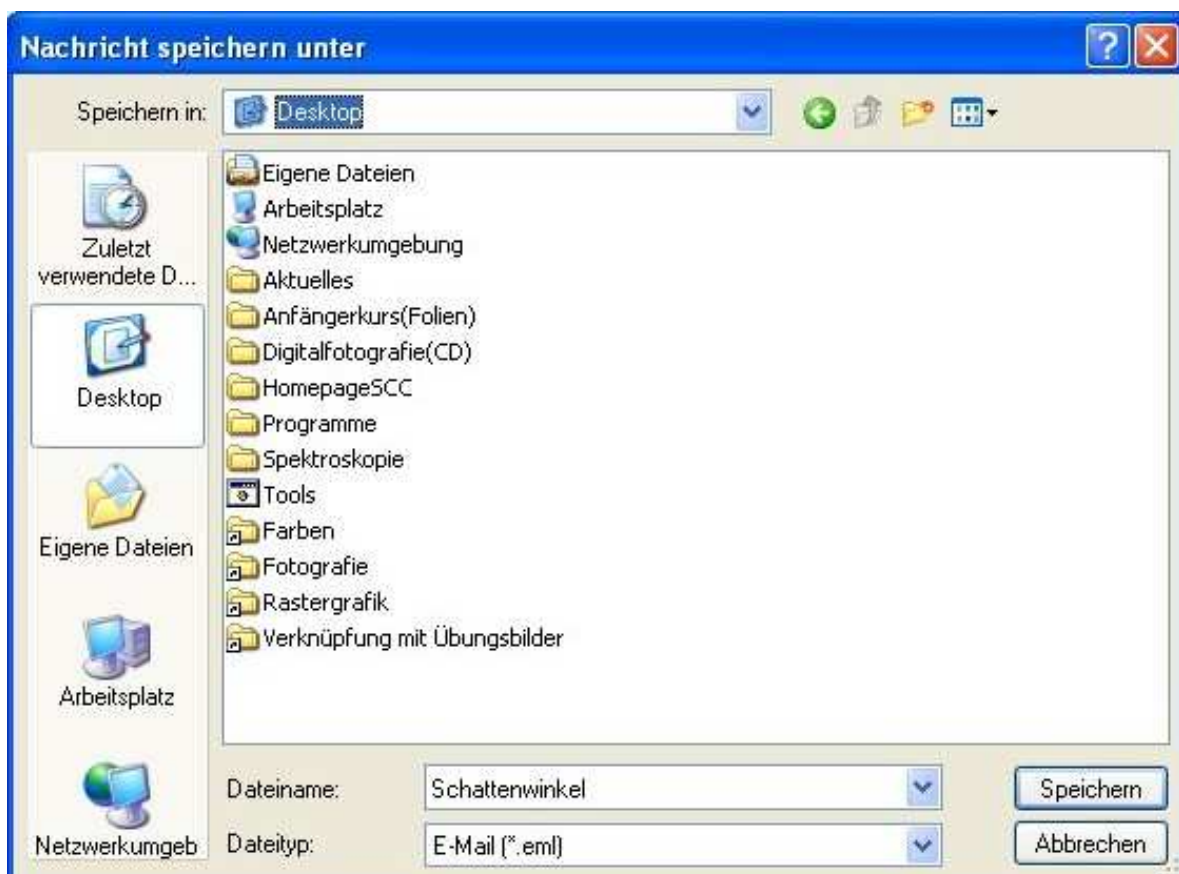 Nachricht speichern unter
Speichern in:
Desktop
Zuletzt
verwendete D...
Desktop
Eigene Dateien
Arbeitsplatz
Netzwerkumgeb
Eigene Dateien
Arbeitsplatz
Netzwerkumgebung
Aktuelles
Anfängerkurs(Folien)
Digitalfotografie(CD)
HomepageSCC
Programme
Spektroskopie
Tools
Farben
Fotografie
Rastergrafik
Verknüpfung mit Übungsbilder
Dateiname:
Schattenwinkel
Speichern
Dateityp:
E-Mail (*.eml)
Abbrechen